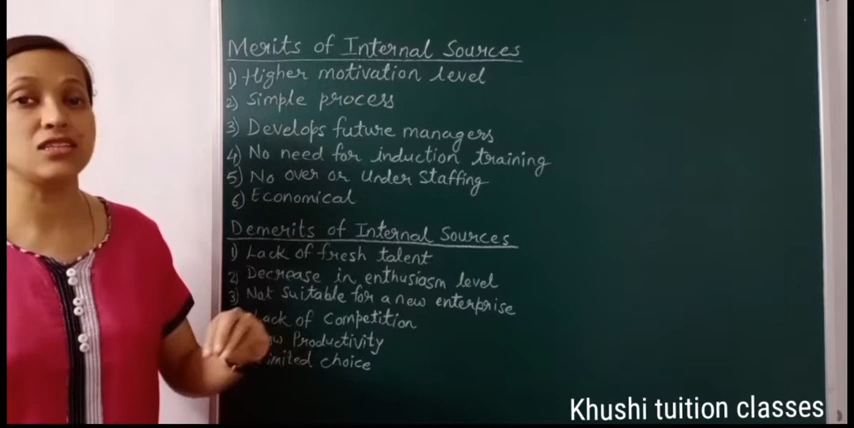 Merits of Internal Sources
1) Higher motivation level
2) Simple process
3) Develops future managers
4) No need for induction training
5) No over or under staffing
6) Economical
Demerits of Internal Sources
1) Lack of fresh talent
2) Decrease in enthusiasm level
3) Not suitable for a new enterprise
Lack of competition
Productivity
Limited choice
Khushi tuition classes